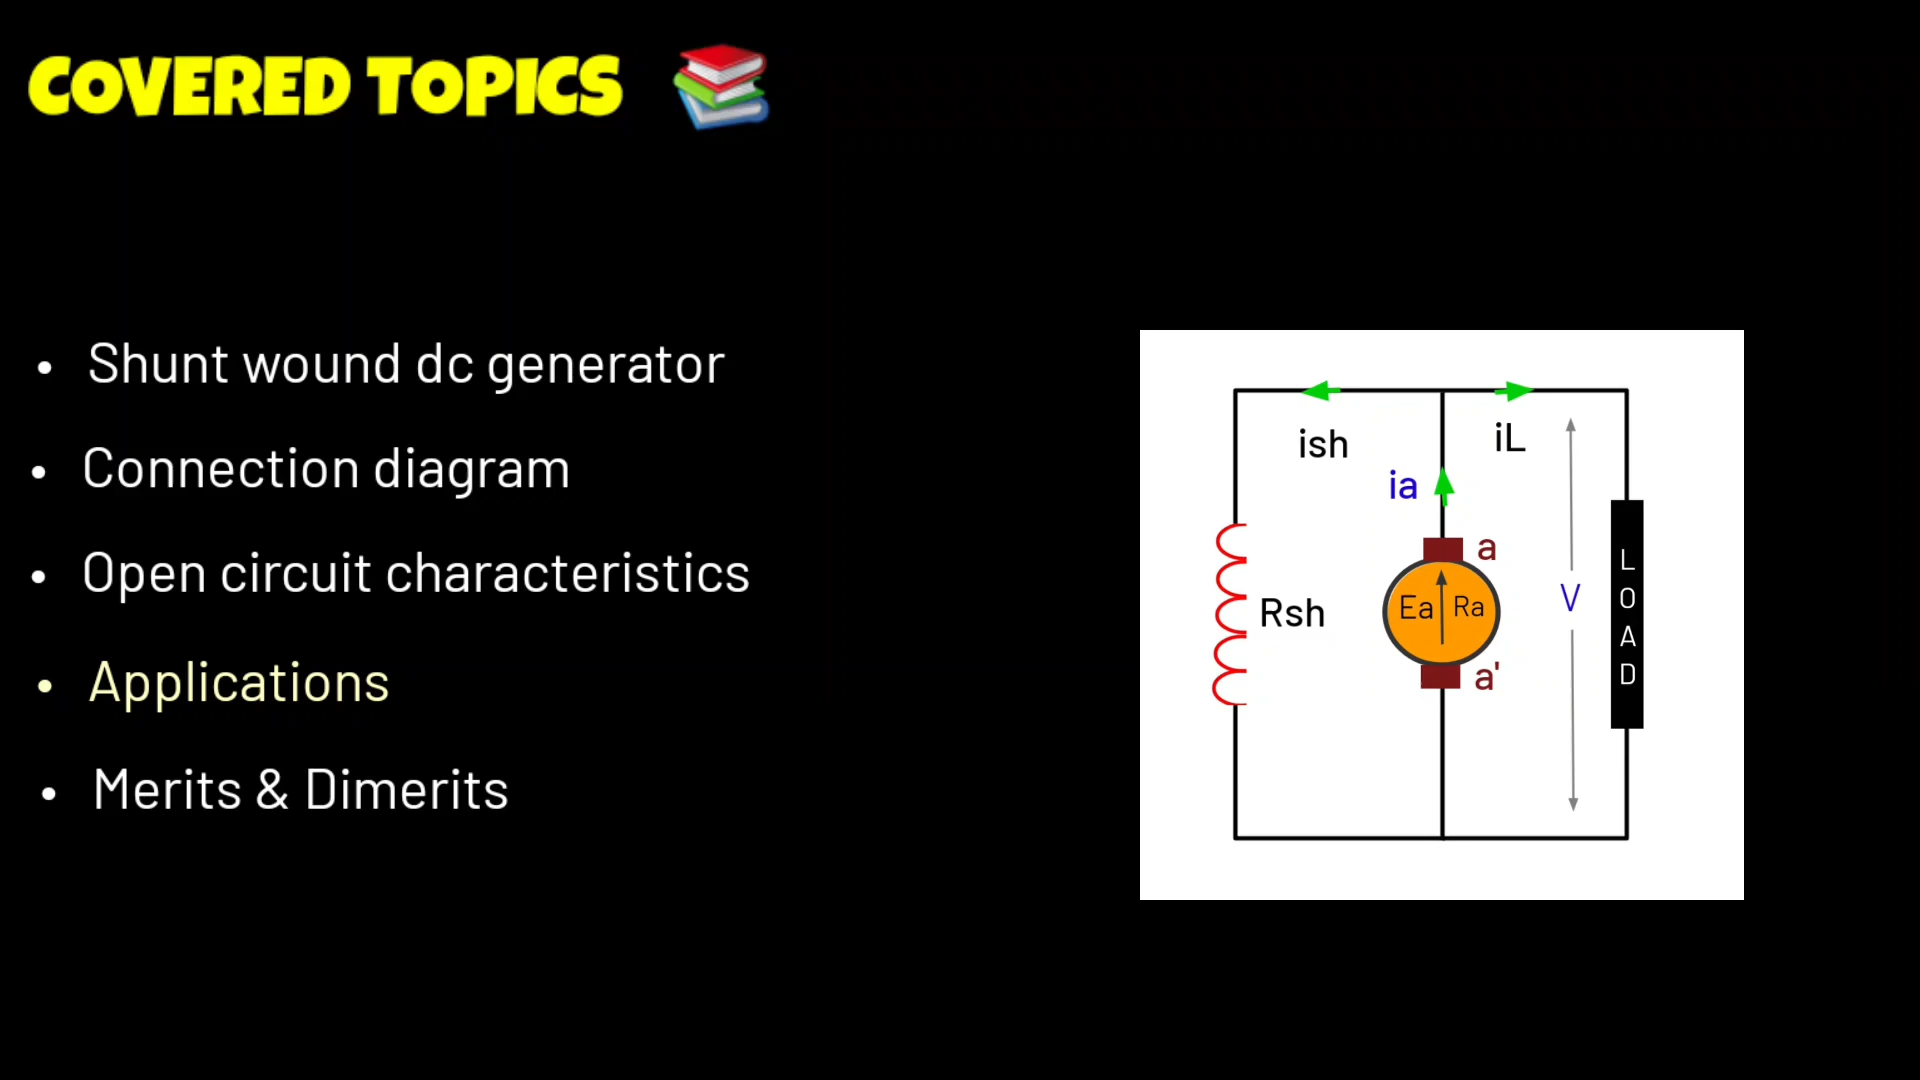 COVERED TOPICS
• Shunt wound dc generator
• Connection diagram
• Open circuit characteristics
• Applications
• Merits & Dimerits
ish
iL
ia
a
Rsh
Ea
Ra
V
LOAD
a'